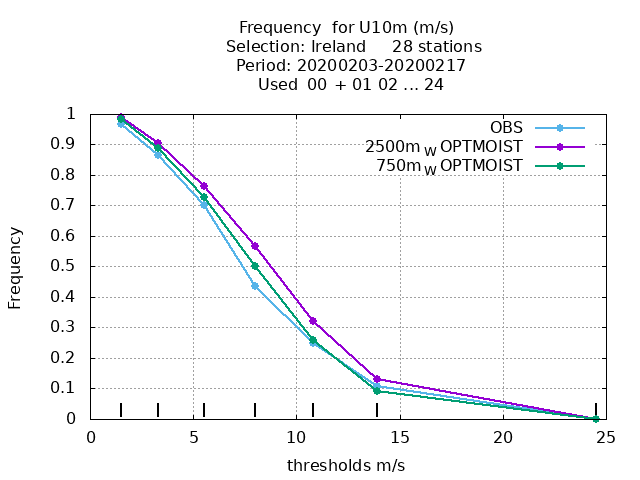 Frequency for U10m (m/s)
Selection: Ireland 28 stations
Period: 20200203-20200217
Used 00 + 01 02 ... 24
OBS
2500m W OPTMOIST
750m W OPTMOIST
1
0.9
0.8
0.7
0.6
0.5
0.4
0.3
0.2
0.1
0
Frequency
0 5 10 15 20 25
thresholds m/s